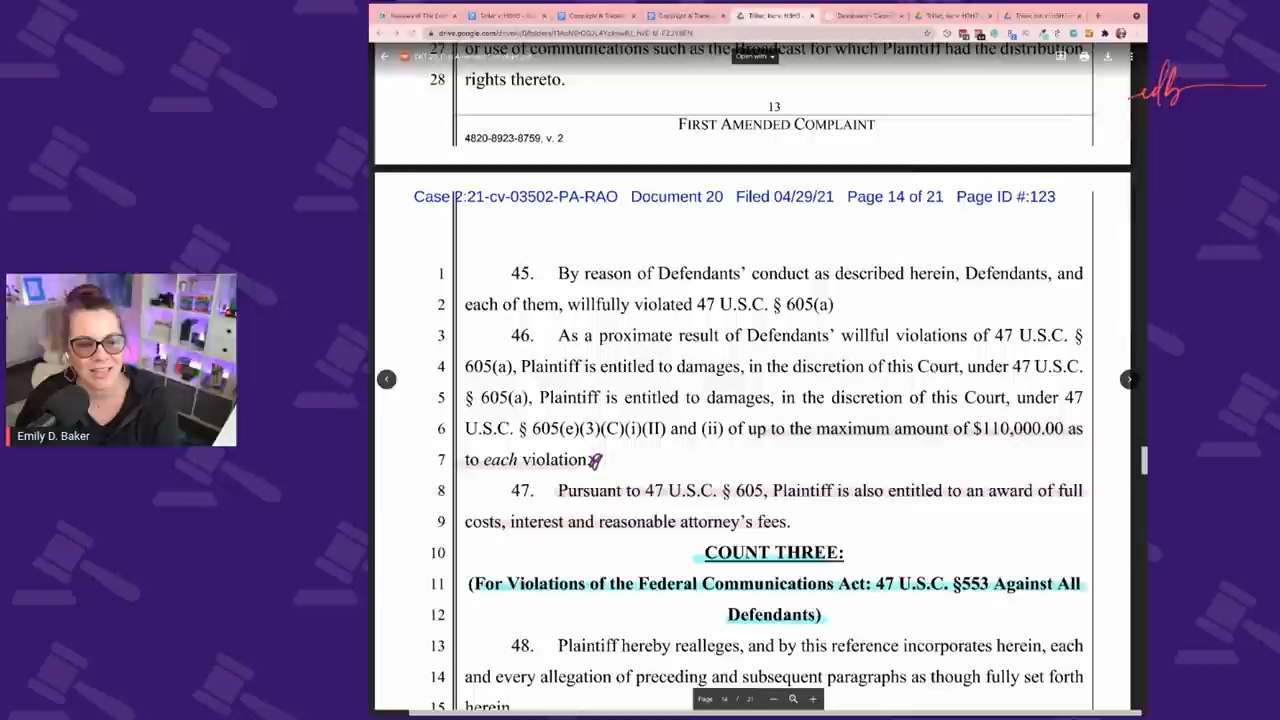 drive.google.com
27 or use of communications such as the Broadcast for which Plaintiff had the distribution
Open with
28 rights thereto.
13
FIRST AMENDED COMPLAINT
4820-8923-8759, v. 2
edb
Case 2:21-cv-03502-PA-RAO Document 20 Filed 04/29/21 Page 14 of 21 Page ID #:123
1 45. By reason of Defendants' conduct as described herein, Defendants, and
2 each of them, willfully violated 47 U.S.C. § 605(a)
3 46. As a proximate result of Defendants' willful violations of 47 U.S.C. §
4 605(a), Plaintiff is entitled to damages, in the discretion of this Court, under 47 U.S.C.
5 § 605(a), Plaintiff is entitled to damages, in the discretion of this Court, under 47
6 U.S.C. § 605(e)(3)(C)(i)(II) and (ii) of up to the maximum amount of $110,000.00 as
7 to each violation
8 47. Pursuant to 47 U.S.C. § 605, Plaintiff is also entitled to an award of full
9 costs, interest and reasonable attorney's fees.
Emily D. Baker
10 COUNT THREE:
11 (For Violations of the Federal Communications Act: 47 U.S.C. §553 Against All
12 Defendants)
13 48. Plaintiff hereby realleges, and by this reference incorporates herein, each
14 and every allegation of preceding and subsequent paragraphs as though fully set forth
Page 14 / 21
15 herein.